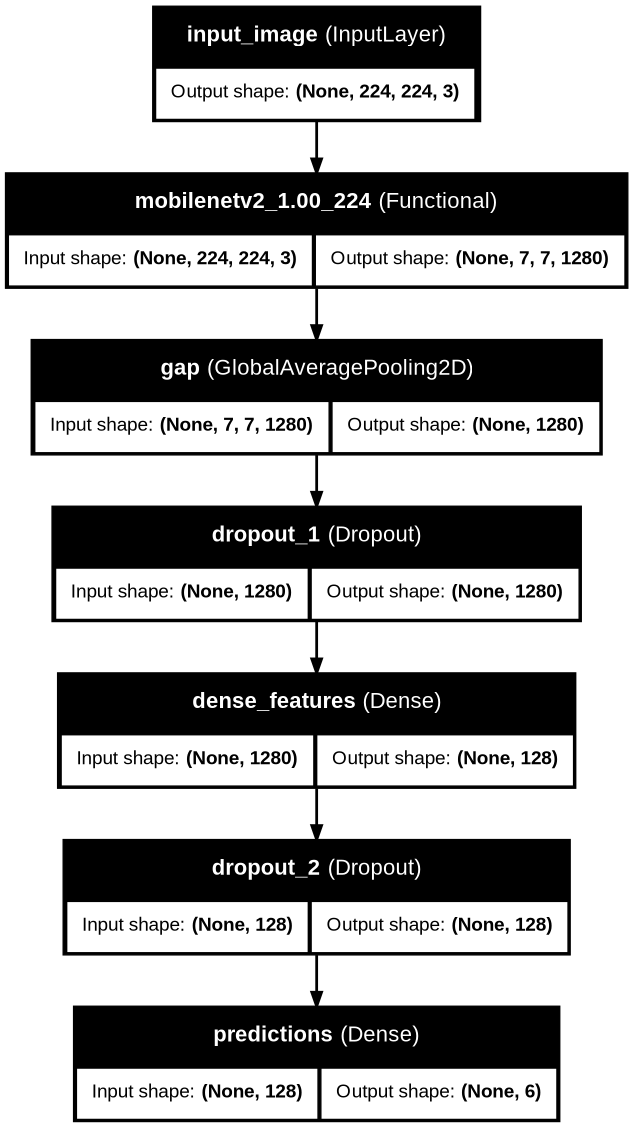 input_image (InputLayer)
Output shape: (None, 224, 224, 3)
mobilenetv2_1.00_224 (Functional)
Input shape: (None, 224, 224, 3) Output shape: (None, 7, 7, 1280)
gap (GlobalAveragePooling2D)
Input shape: (None, 7, 7, 1280) Output shape: (None, 1280)
dropout_1 (Dropout)
Input shape: (None, 1280) Output shape: (None, 1280)
dense_features (Dense)
Input shape: (None, 1280) Output shape: (None, 128)
dropout_2 (Dropout)
Input shape: (None, 128) Output shape: (None, 128)
predictions (Dense)
Input shape: (None, 128) Output shape: (None, 6)